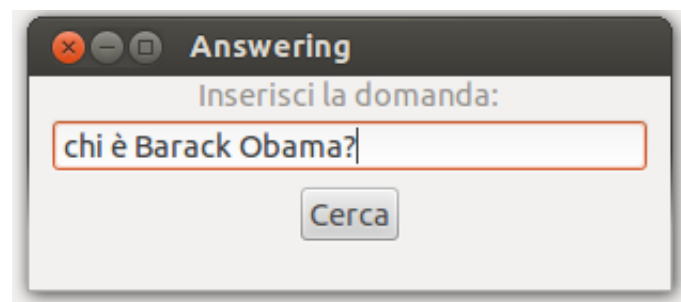 Answering
Inserisci la domanda:
chi è Barack Obama?
Cerca